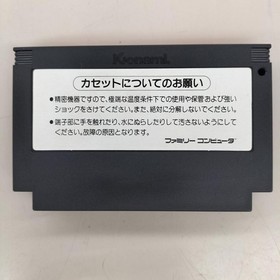 Konami
カセットについてのお願い
●精密機器ですので、極端な温度条件下での使用や保管および強い
ショックをさけてください。また、絶対に分解しないでください。
●端子部に手を触れたり、水にぬらしたりして汚さないようにして
ください。故障の原因となります。
ファミリーコンピュータ